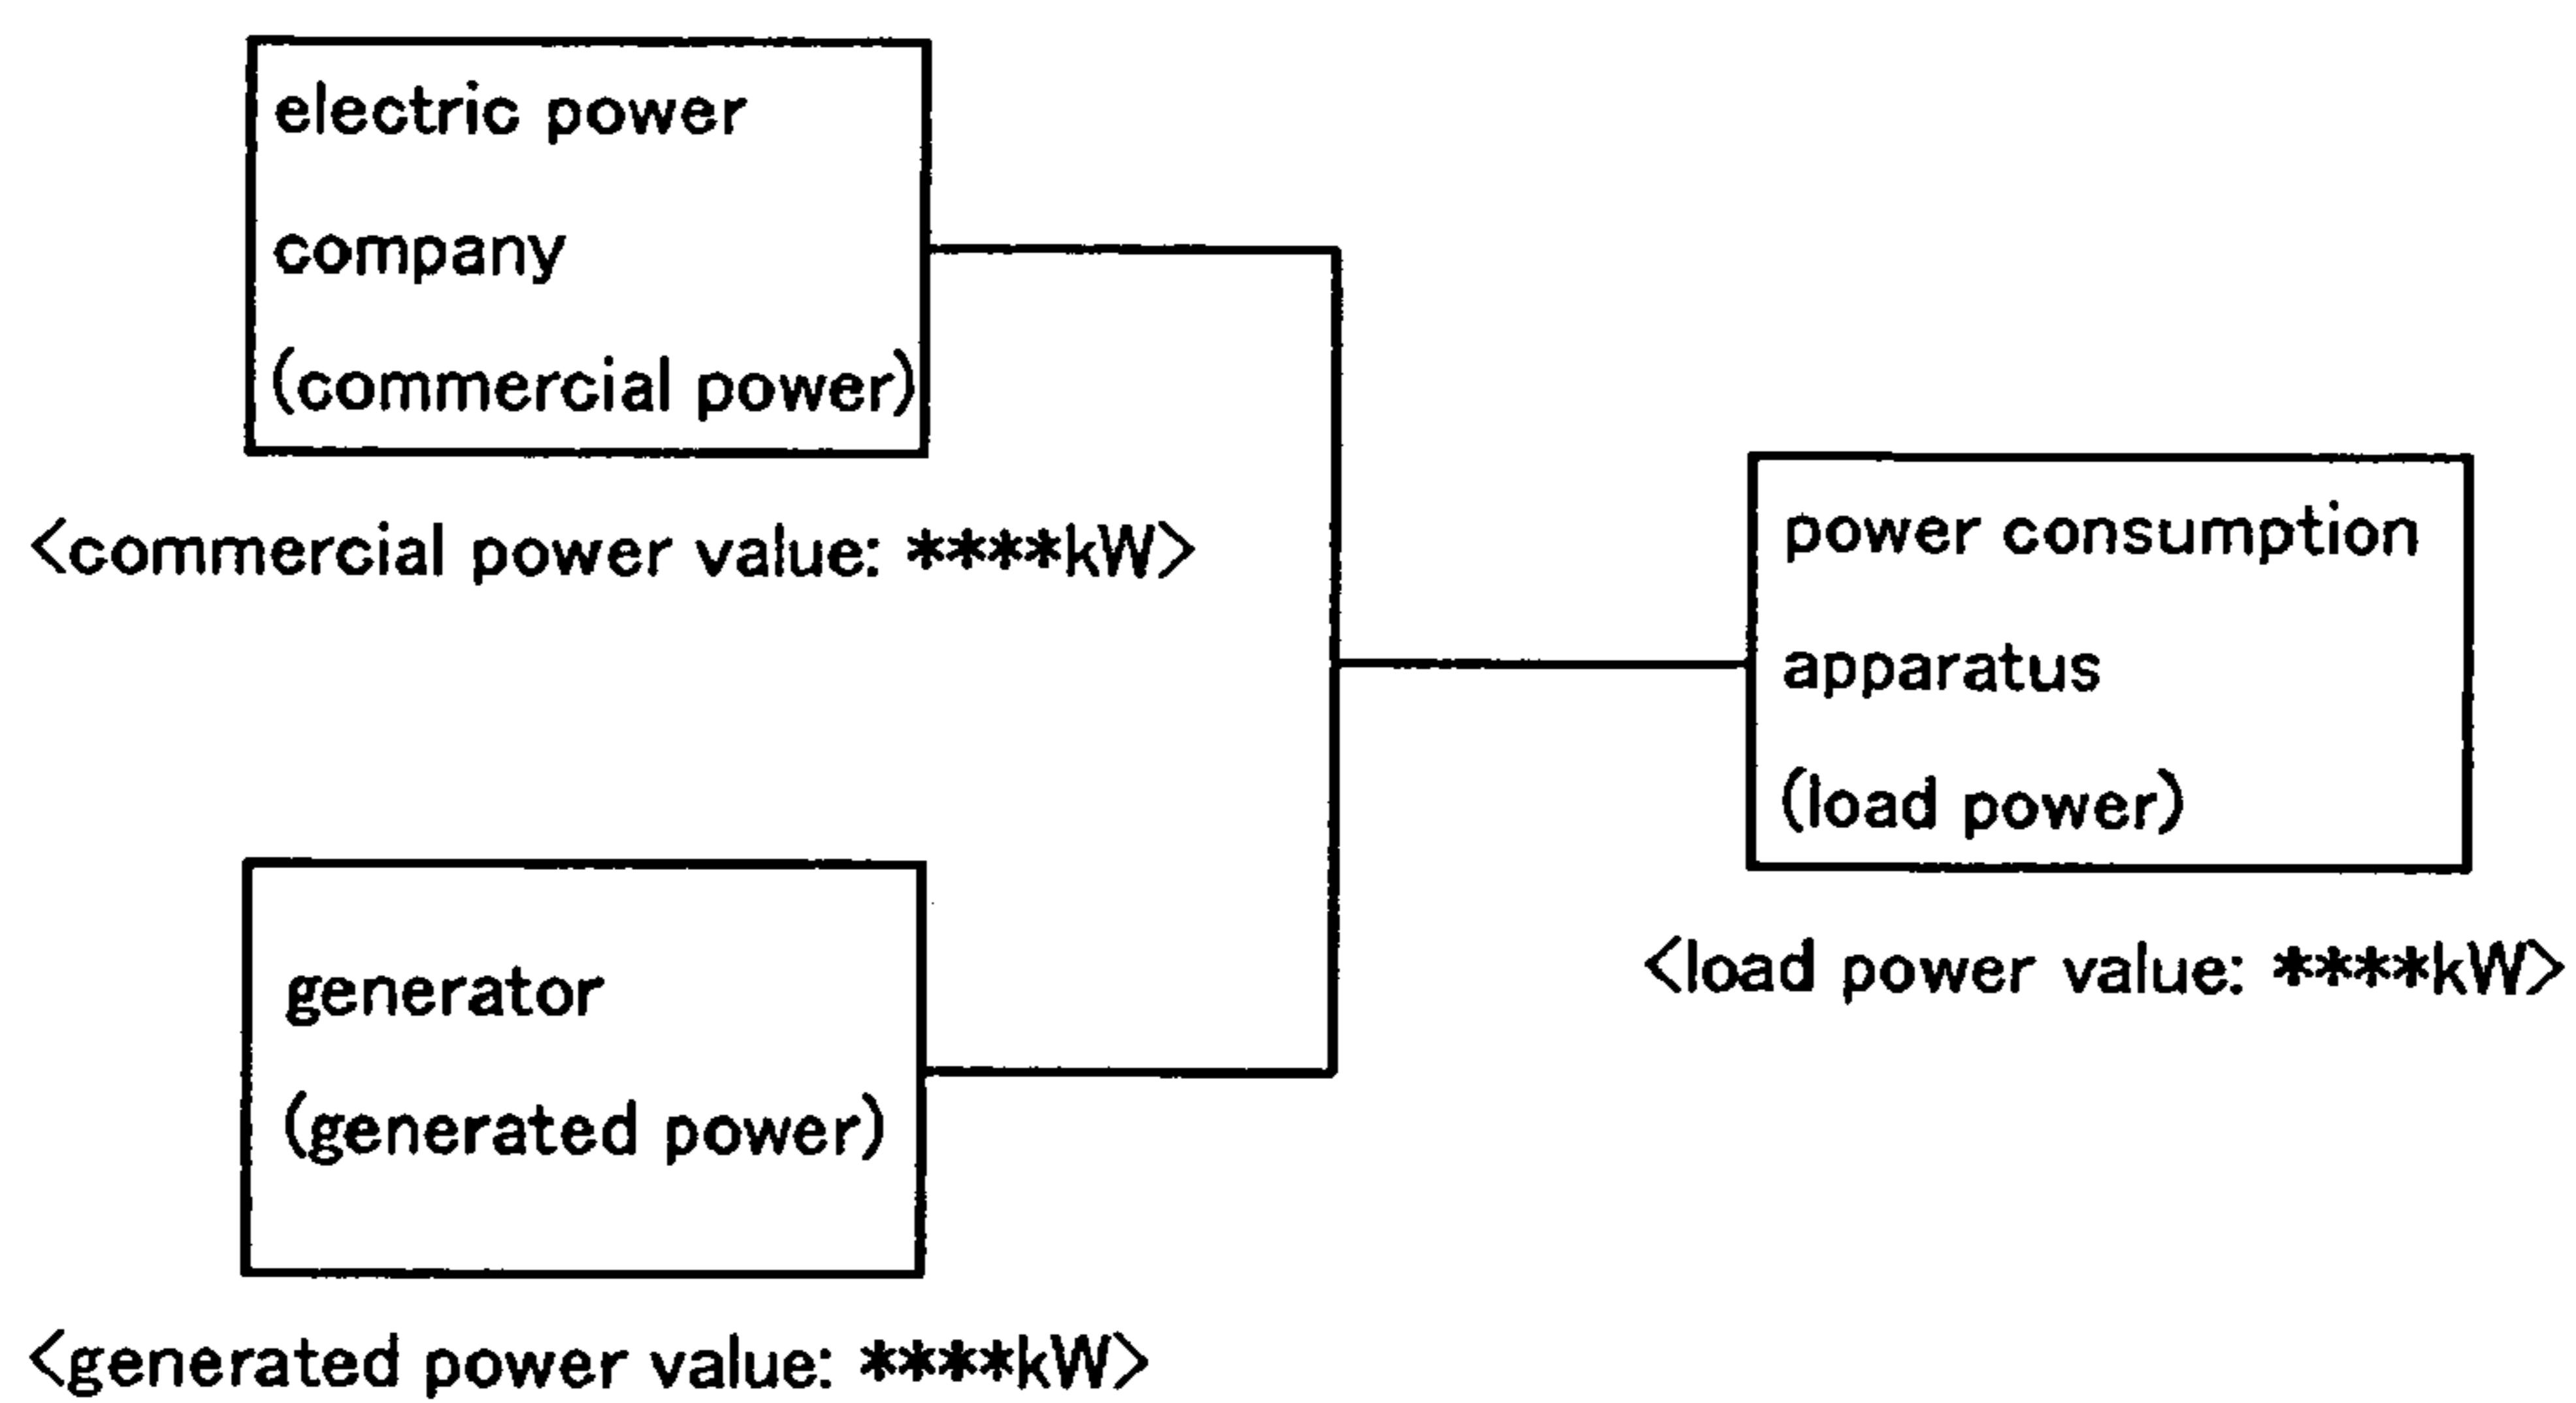 electric power
company
(commercial power)
<commercial power value: ****kW>
power consumption
apparatus
(load power)
<load power value: ****kW>
generator
(generated power)
<generated power value: ****kW>